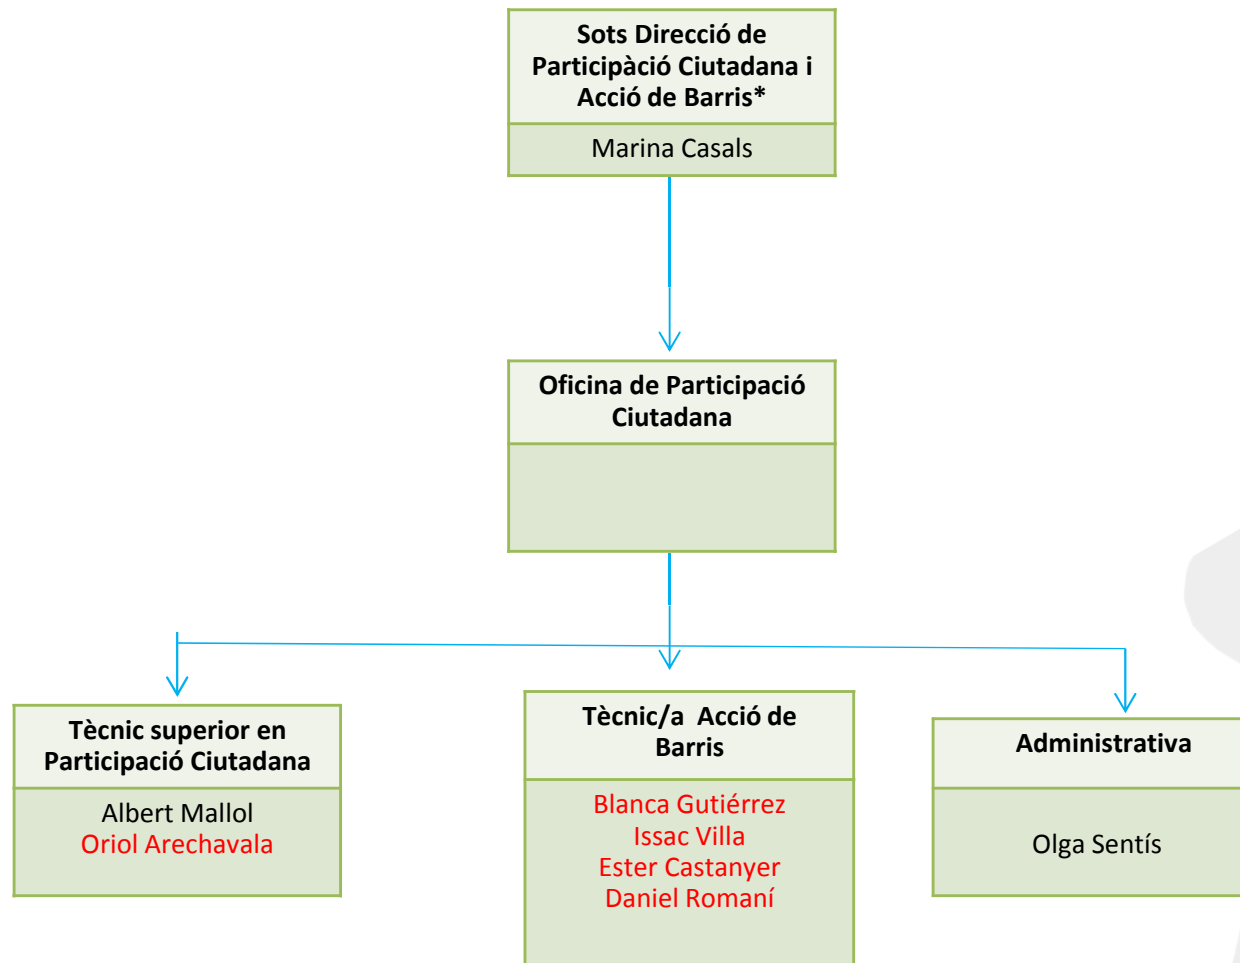 Sots Direcció de
Participàció Ciutadana i
Acció de Barris*
Marina Casals
Oficina de Participació
Ciutadana
Tècnic superior en
Participació Ciutadana
Albert Mallol
Oriol Arechavala
Tècnic/a Acció de
Barris
Blanca Gutiérrez
Issac Villa
Ester Castanyer
Daniel Romaní
Administrativa
Olga Sentís